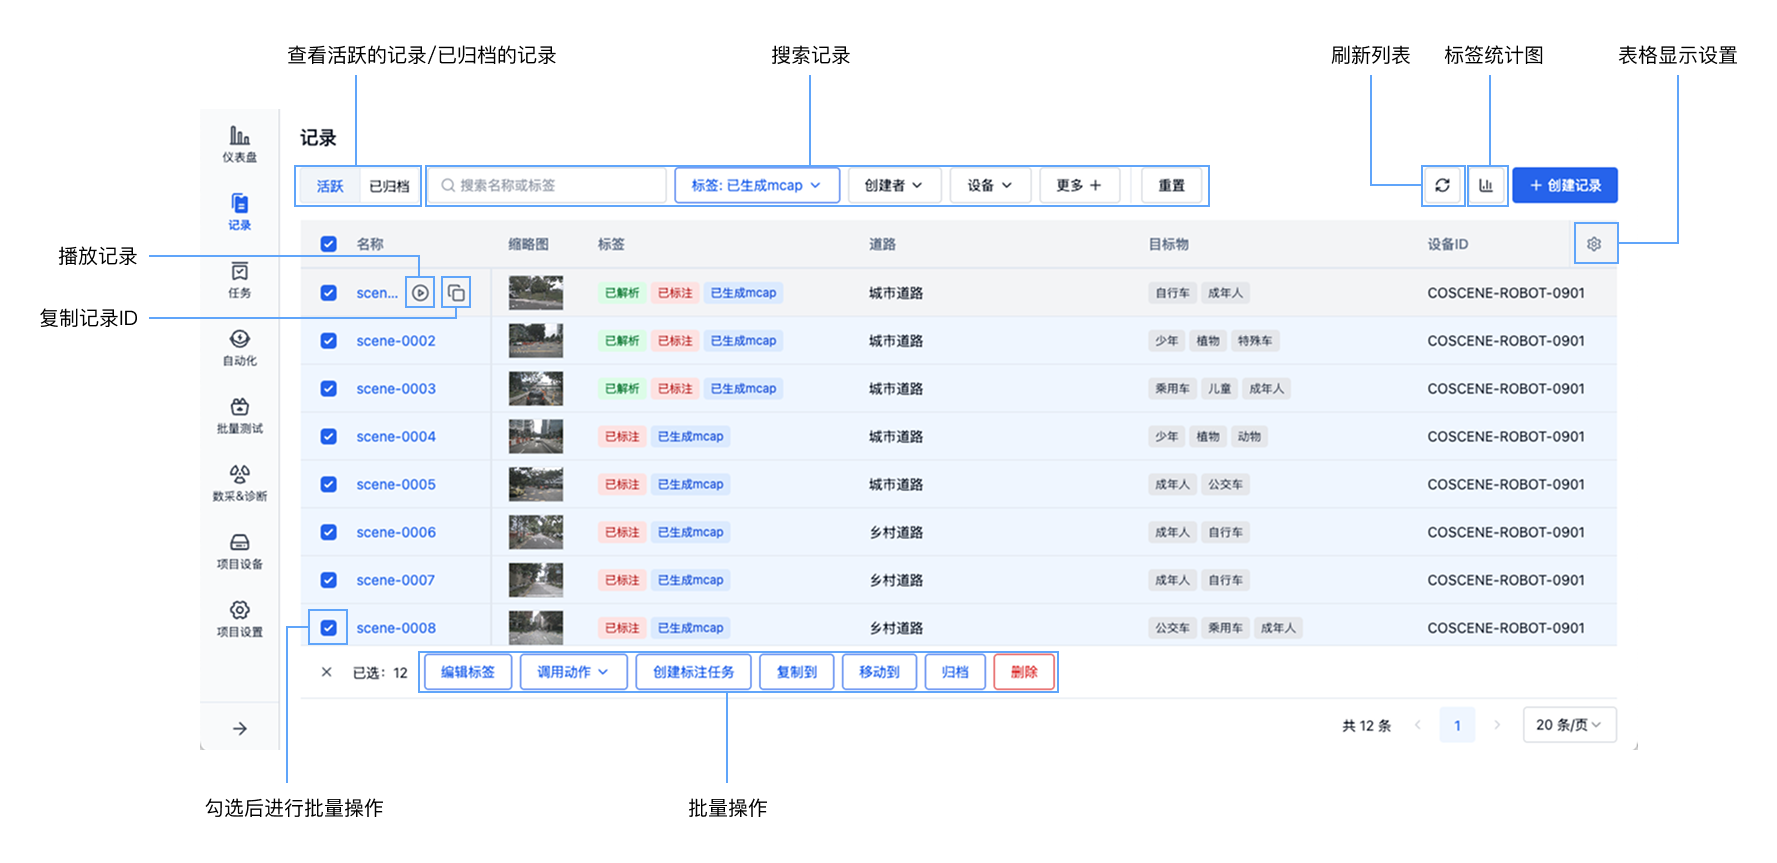 查看活跃的记录/已归档的记录
搜索记录
刷新列表
标签统计图
表格显示设置
仪表盘
记录
任务
自动化
批量测试
数采&诊断
项目设备
项目设置
记录
活跃 已归档 搜索名称或标签 标签: 已生成mcap 创建者 设备 更多 重置 创建记录
播放记录
复制记录ID
名称 缩略图 标签 道路 目标物 设备ID
scen... 已解析 已标注 已生成mcap 城市道路 自行车 成年人 COSCENE-ROBOT-0901
scene-0002 已解析 已标注 已生成mcap 城市道路 少年 植物 特殊车 COSCENE-ROBOT-0901
scene-0003 已解析 已标注 已生成mcap 城市道路 乘用车 儿童 成年人 COSCENE-ROBOT-0901
scene-0004 已标注 已生成mcap 城市道路 少年 植物 动物 COSCENE-ROBOT-0901
scene-0005 已标注 已生成mcap 城市道路 成年人 公交车 COSCENE-ROBOT-0901
scene-0006 已标注 已生成mcap 乡村道路 成年人 自行车 COSCENE-ROBOT-0901
scene-0007 已标注 已生成mcap 乡村道路 成年人 自行车 COSCENE-ROBOT-0901
scene-0008 已标注 已生成mcap 乡村道路 公交车 乘用车 成年人 COSCENE-ROBOT-0901
已选: 12 编辑标签 调用动作 创建标注任务 复制到 移动到 归档 删除
共 12 条 1 20 条/页
勾选后进行批量操作
批量操作